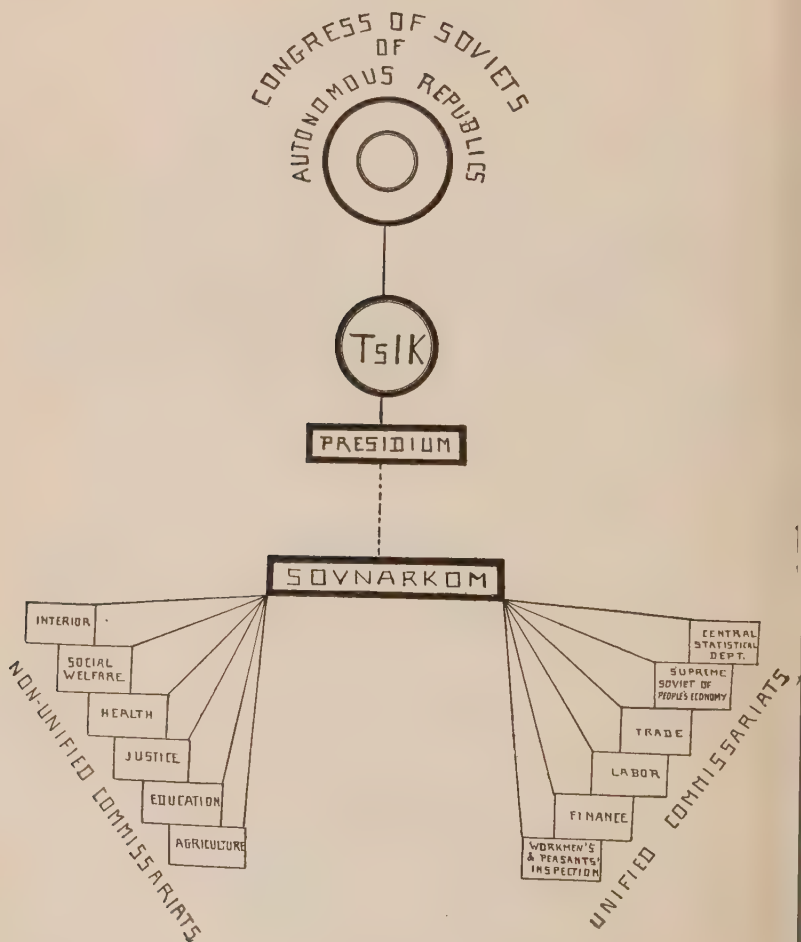 CONGRESS OF SOVIETS
OF
AUTONOMOUS REPUBLICS
TsIK
PRESIDIUM
SOVNARKOM
INTERIOR
SOCIAL
WELFARE
HEALTH
JUSTICE
EDUCATION
AGRICULTURE
NON-UNIFIED COMMISSARIATS
CENTRAL
STATISTICAL
DEPT.
SUPREME
SOVIET OF
PEOPLE'S ECONOMY
TRADE
LABOR
FINANCE
WORKMEN'S
& PEASANTS'
INSPECTION
UNIFIED COMMISSARIATS